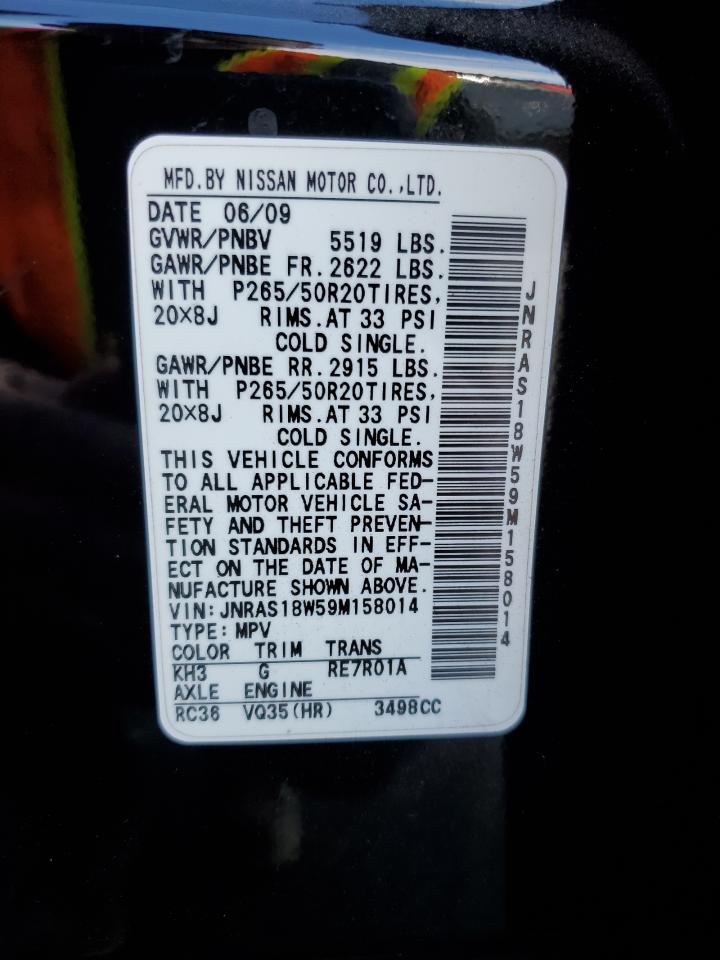 MFD.BY NISSAN MOTOR CO.,LTD.
DATE 06/09
GVWR/PNBV 5519 LBS.
GAWR/PNBE FR. 2622 LBS.
WITH P265/50R20TIRES,
20×8J RIMS.AT 33 PSI
COLD SINGLE.
GAWR/PNBE RR. 2915 LBS.
WITH P265/50R20TIRES,
20×8J RIMS.AT 33 PSI
COLD SINGLE.
THIS VEHICLE CONFORMS
TO ALL APPLICABLE FED-
ERAL MOTOR VEHICLE SA-
FETY AND THEFT PREVEN-
TION STANDARDS IN EFF-
ECT ON THE DATE OF MA-
NUFACTURE SHOWN ABOVE.
VIN:JNRAS18W59M158014
TYPE:MPV
COLOR TRIM TRANS
KH3 G RE7R01A
AXLE ENGINE
RC36 VQ35(HR) 3498CC
JNRAS18W59M158014